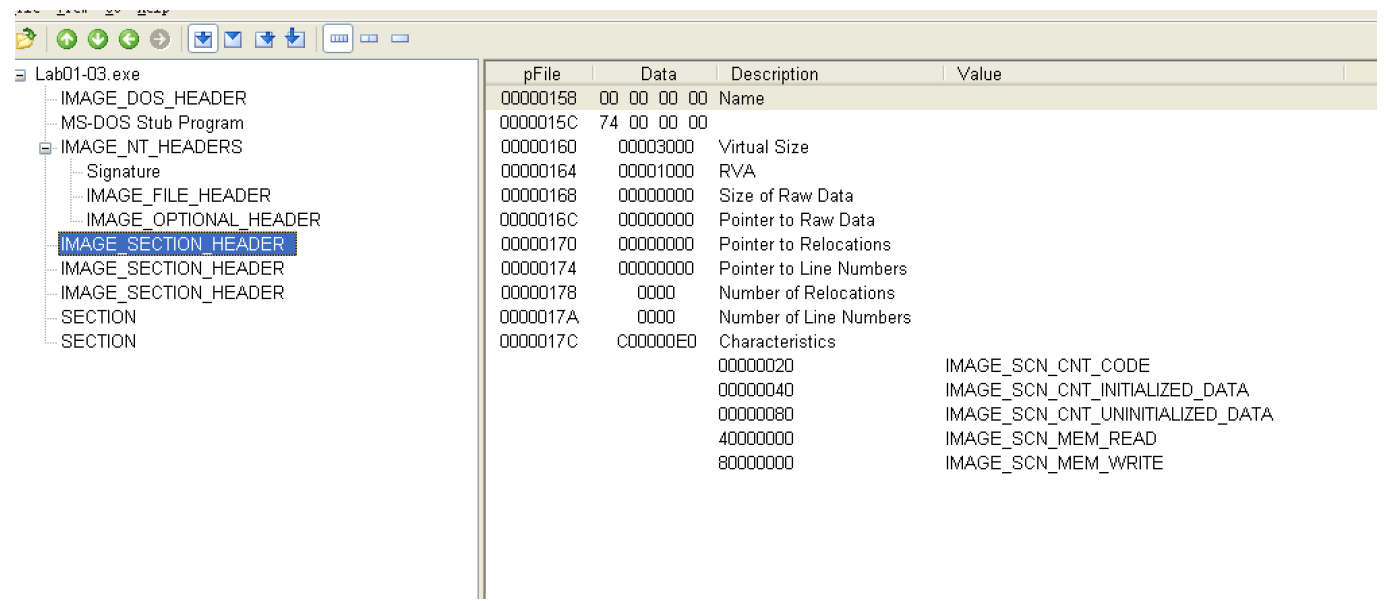 Lab01-03.exe
IMAGE_DOS_HEADER
MS-DOS Stub Program
IMAGE_NT_HEADERS
Signature
IMAGE_FILE_HEADER
IMAGE_OPTIONAL_HEADER
IMAGE_SECTION_HEADER
IMAGE_SECTION_HEADER
IMAGE_SECTION_HEADER
SECTION
SECTION
pFile Data Description Value
00000158 00 00 00 00 Name
0000015C 74 00 00 00
00000160 00003000 Virtual Size
00000164 00001000 RVA
00000168 00000000 Size of Raw Data
0000016C 00000000 Pointer to Raw Data
00000170 00000000 Pointer to Relocations
00000174 00000000 Pointer to Line Numbers
00000178 0000 Number of Relocations
0000017A 0000 Number of Line Numbers
0000017C C00000E0 Characteristics
00000020 IMAGE_SCN_CNT_CODE
00000040 IMAGE_SCN_CNT_INITIALIZED_DATA
00000080 IMAGE_SCN_CNT_UNINITIALIZED_DATA
40000000 IMAGE_SCN_MEM_READ
80000000 IMAGE_SCN_MEM_WRITE